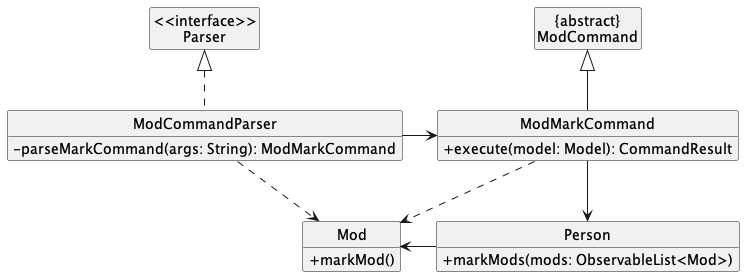 <<interface>>
Parser
{abstract}
ModCommand
ModCommandParser
-parseMarkCommand(args: String): ModMarkCommand
ModMarkCommand
+execute(model: Model): CommandResult
Mod
+markMod()
Person
+markMods(mods: ObservableList<Mod>)